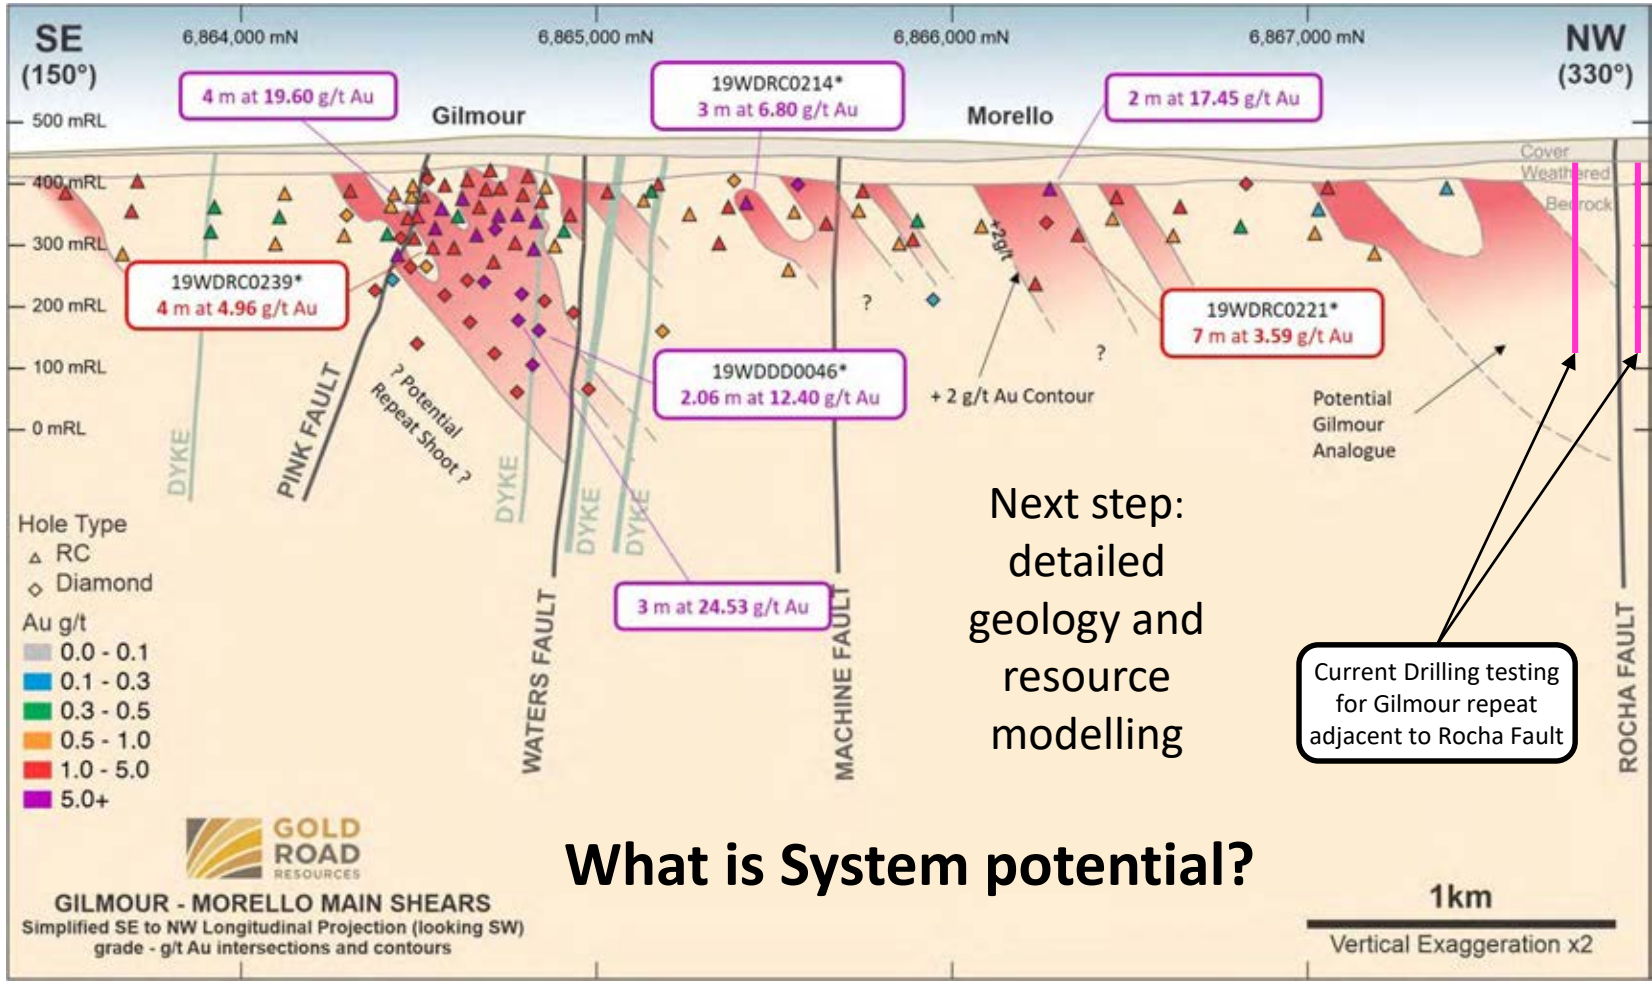 SE
(150°)
6,864,000 mN
6,865,000 mN
6,866,000 mN
6,867,000 mN
NW
(330°)
4 m at 19.60 g/t Au
Gilmour
19WDRC0214*
3 m at 6.80 g/t Au
Morello
2 m at 17.45 g/t Au
500 mRL
400mRL
300 mRL
200 mRL
100 mRL
0 mRL
Cover
Weathered
Bedrock
19WDRC0239*
4 m at 4.96 g/t Au
+2g/t
?
?
19WDRC0221*
7 m at 3.59 g/t Au
19WDDD0046*
2.06 m at 12.40 g/t Au
+ 2 g/t Au Contour
Potential
Gilmour
Analogue
? Potential
Repeat Shoot ?
PINK FAULT
DYKE
DYKE
DYKE
DYKE
WATERS FAULT
MACHINE FAULT
ROCHA FAULT
3 m at 24.53 g/t Au
Next step:
detailed
geology and
resource
modelling
Current Drilling testing
for Gilmour repeat
adjacent to Rocha Fault
Hole Type
RC
Diamond
Au g/t
0.0 - 0.1
0.1 - 0.3
0.3 - 0.5
0.5 - 1.0
1.0 - 5.0
5.0+
GOLD
ROAD
RESOURCES
What is System potential?
GILMOUR - MORELLO MAIN SHEARS
Simplified SE to NW Longitudinal Projection (looking SW)
grade - g/t Au intersections and contours
1km
Vertical Exaggeration x2